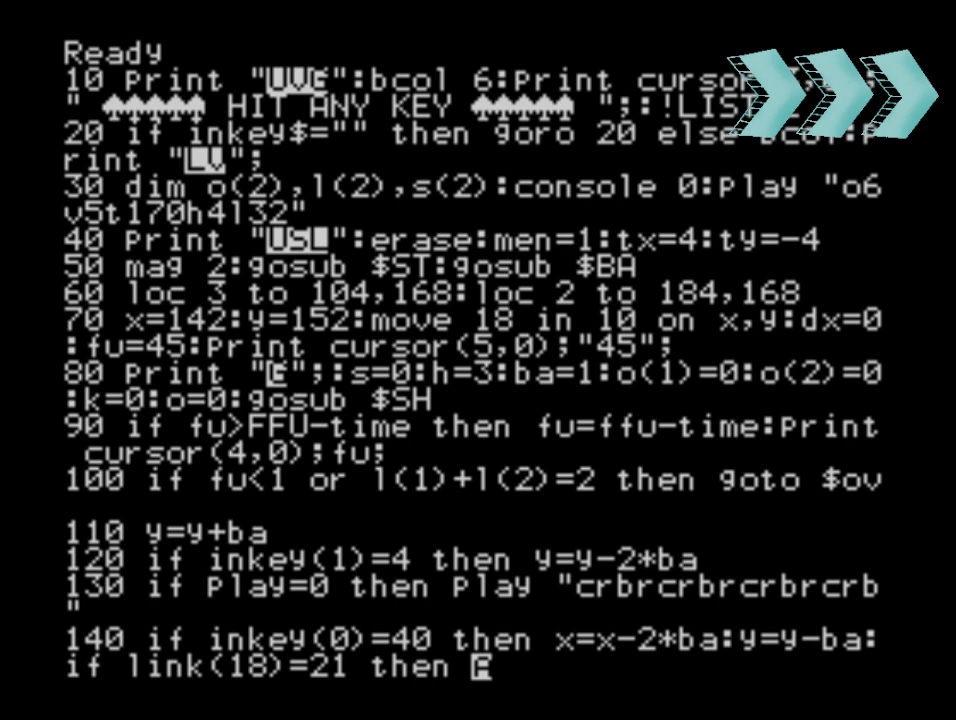 Ready
10 Print "UVC":bcol 6:Print cursor
" ♠♠♠♠♠ HIT ANY KEY ♠♠♠♠♠ ";:!LIST
20 if inkey$="" then goro 20 else bcol:P
rint "LV";
30 dim o(2),l(2),s(2):console 0:Play "o6
v5t170h4l32"
40 Print "USL":erase:men=1:tx=4:ty=-4
50 mag 2:gosub $ST:gosub $BA
60 loc 3 to 104,168:loc 2 to 184,168
70 x=142:y=152:move 18 in 10 on x,y:dx=0
:fu=45:Print cursor(5,0);"45";
80 Print "C";:s=0:h=3:ba=1:o(1)=0:o(2)=0
:k=0:o=0:gosub $SH
90 if fu>FFU-time then fu=ffu-time:Print
 cursor(4,0);fu;
100 if fu<1 or l(1)+l(2)=2 then goto $ov
110 y=y+ba
120 if inkey(1)=4 then y=y-2*ba
130 if Play=0 then Play "crbrcrbrcrbrcrb
"
140 if inkey(0)=40 then x=x-2*ba:y=y-ba:
if link(18)=21 then